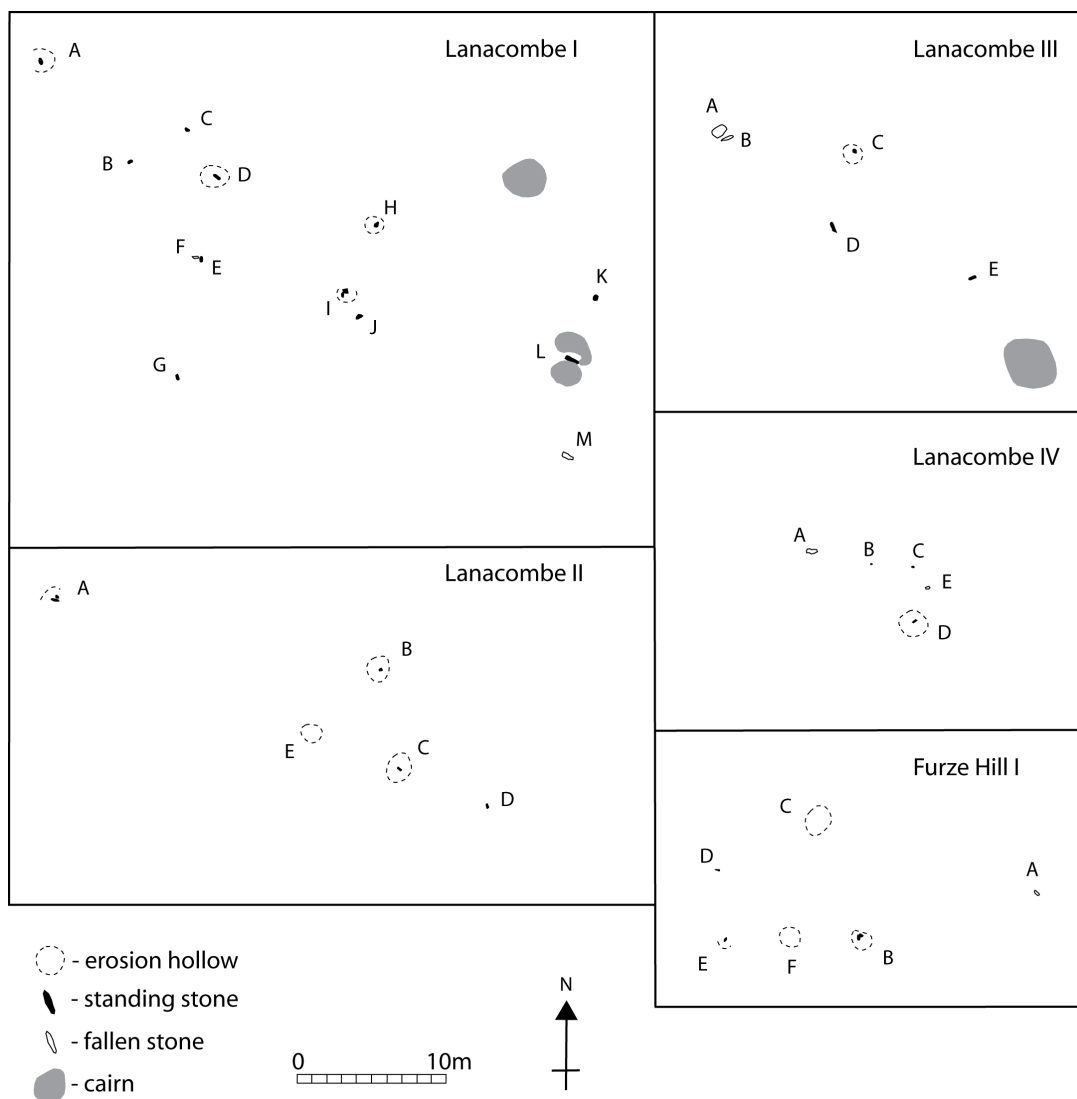 Lanacombe I
A
C
B
D
H
F
E
K
I
J
L
G
M
Lanacombe II
A
B
E
C
D
Lanacombe III
A
B
C
D
E
Lanacombe IV
A
B
C
E
D
Furze Hill I
C
D
A
E
F
B
- erosion hollow
- standing stone
- fallen stone
- cairn
0 10m
N